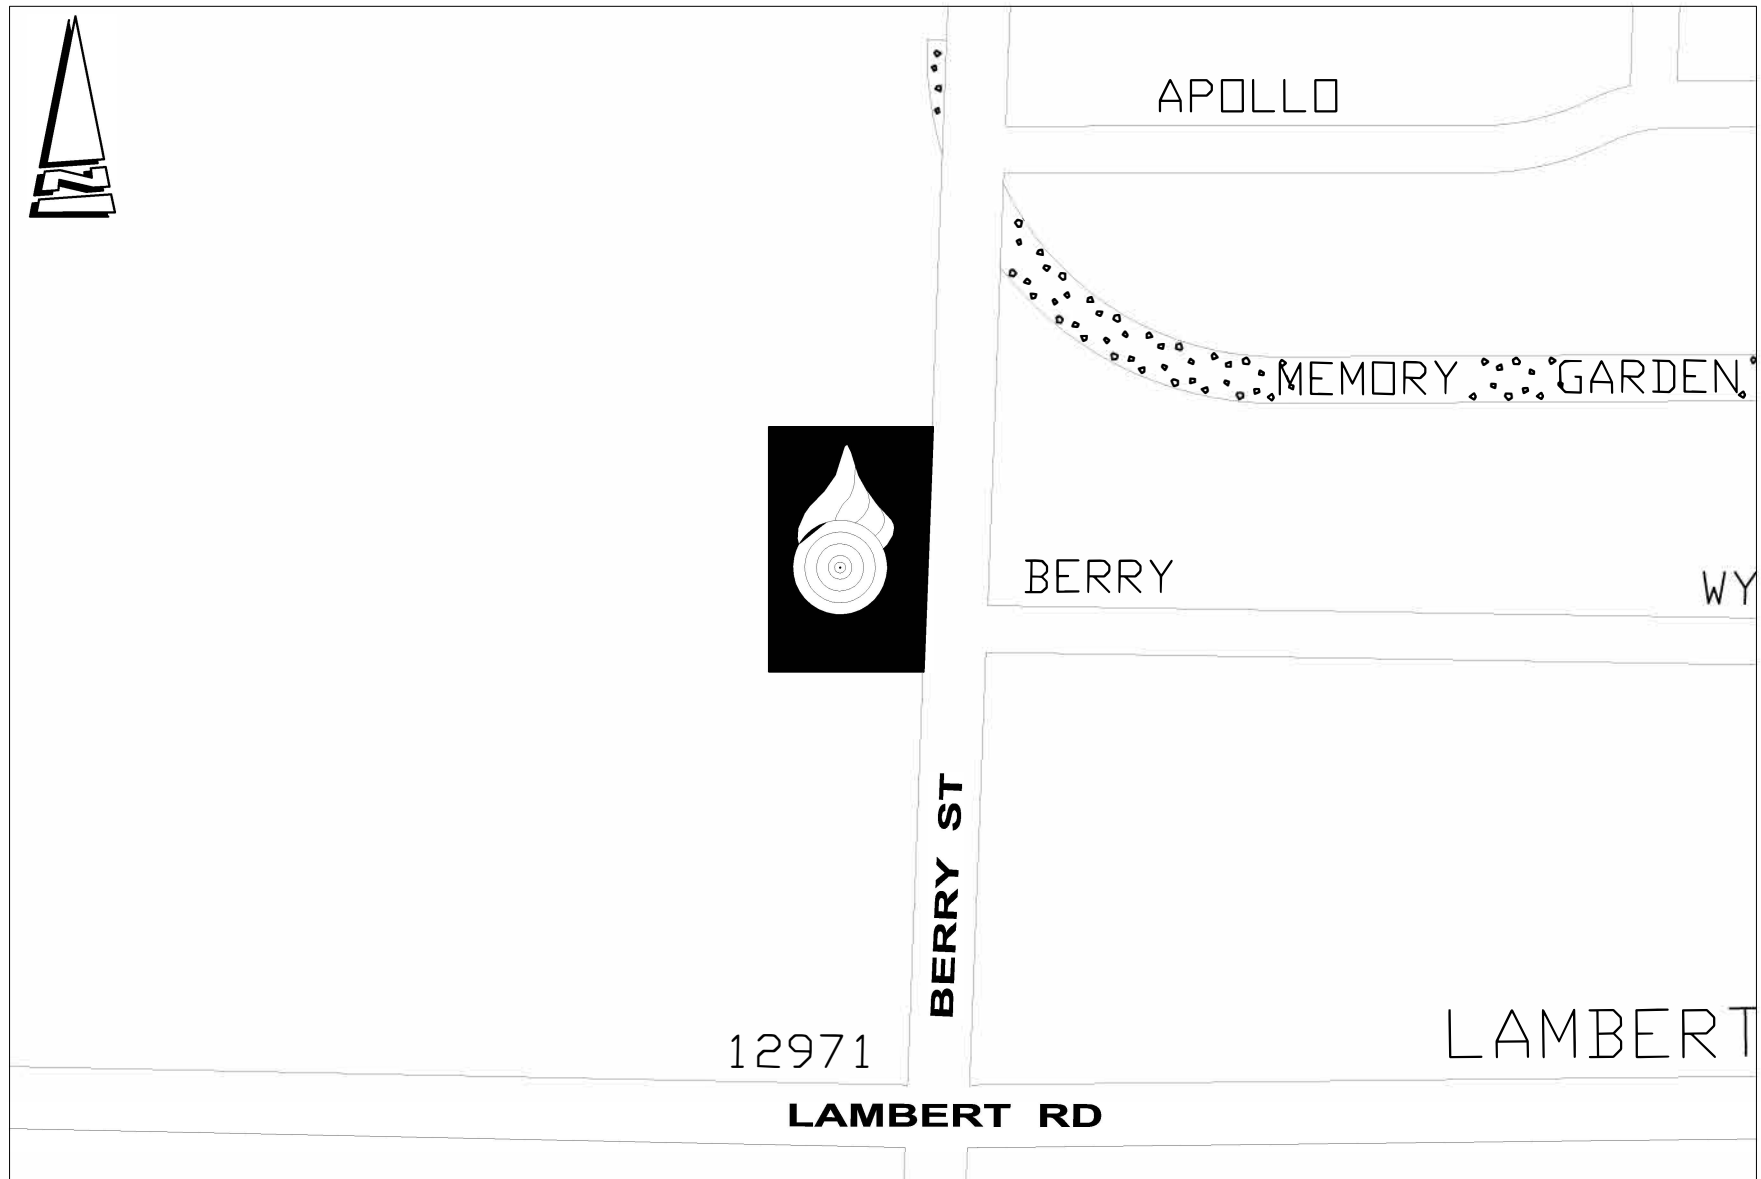 N
APOLLO
MEMORY GARDEN
BERRY WY
BERRY ST
12971
LAMBERT
LAMBERT RD